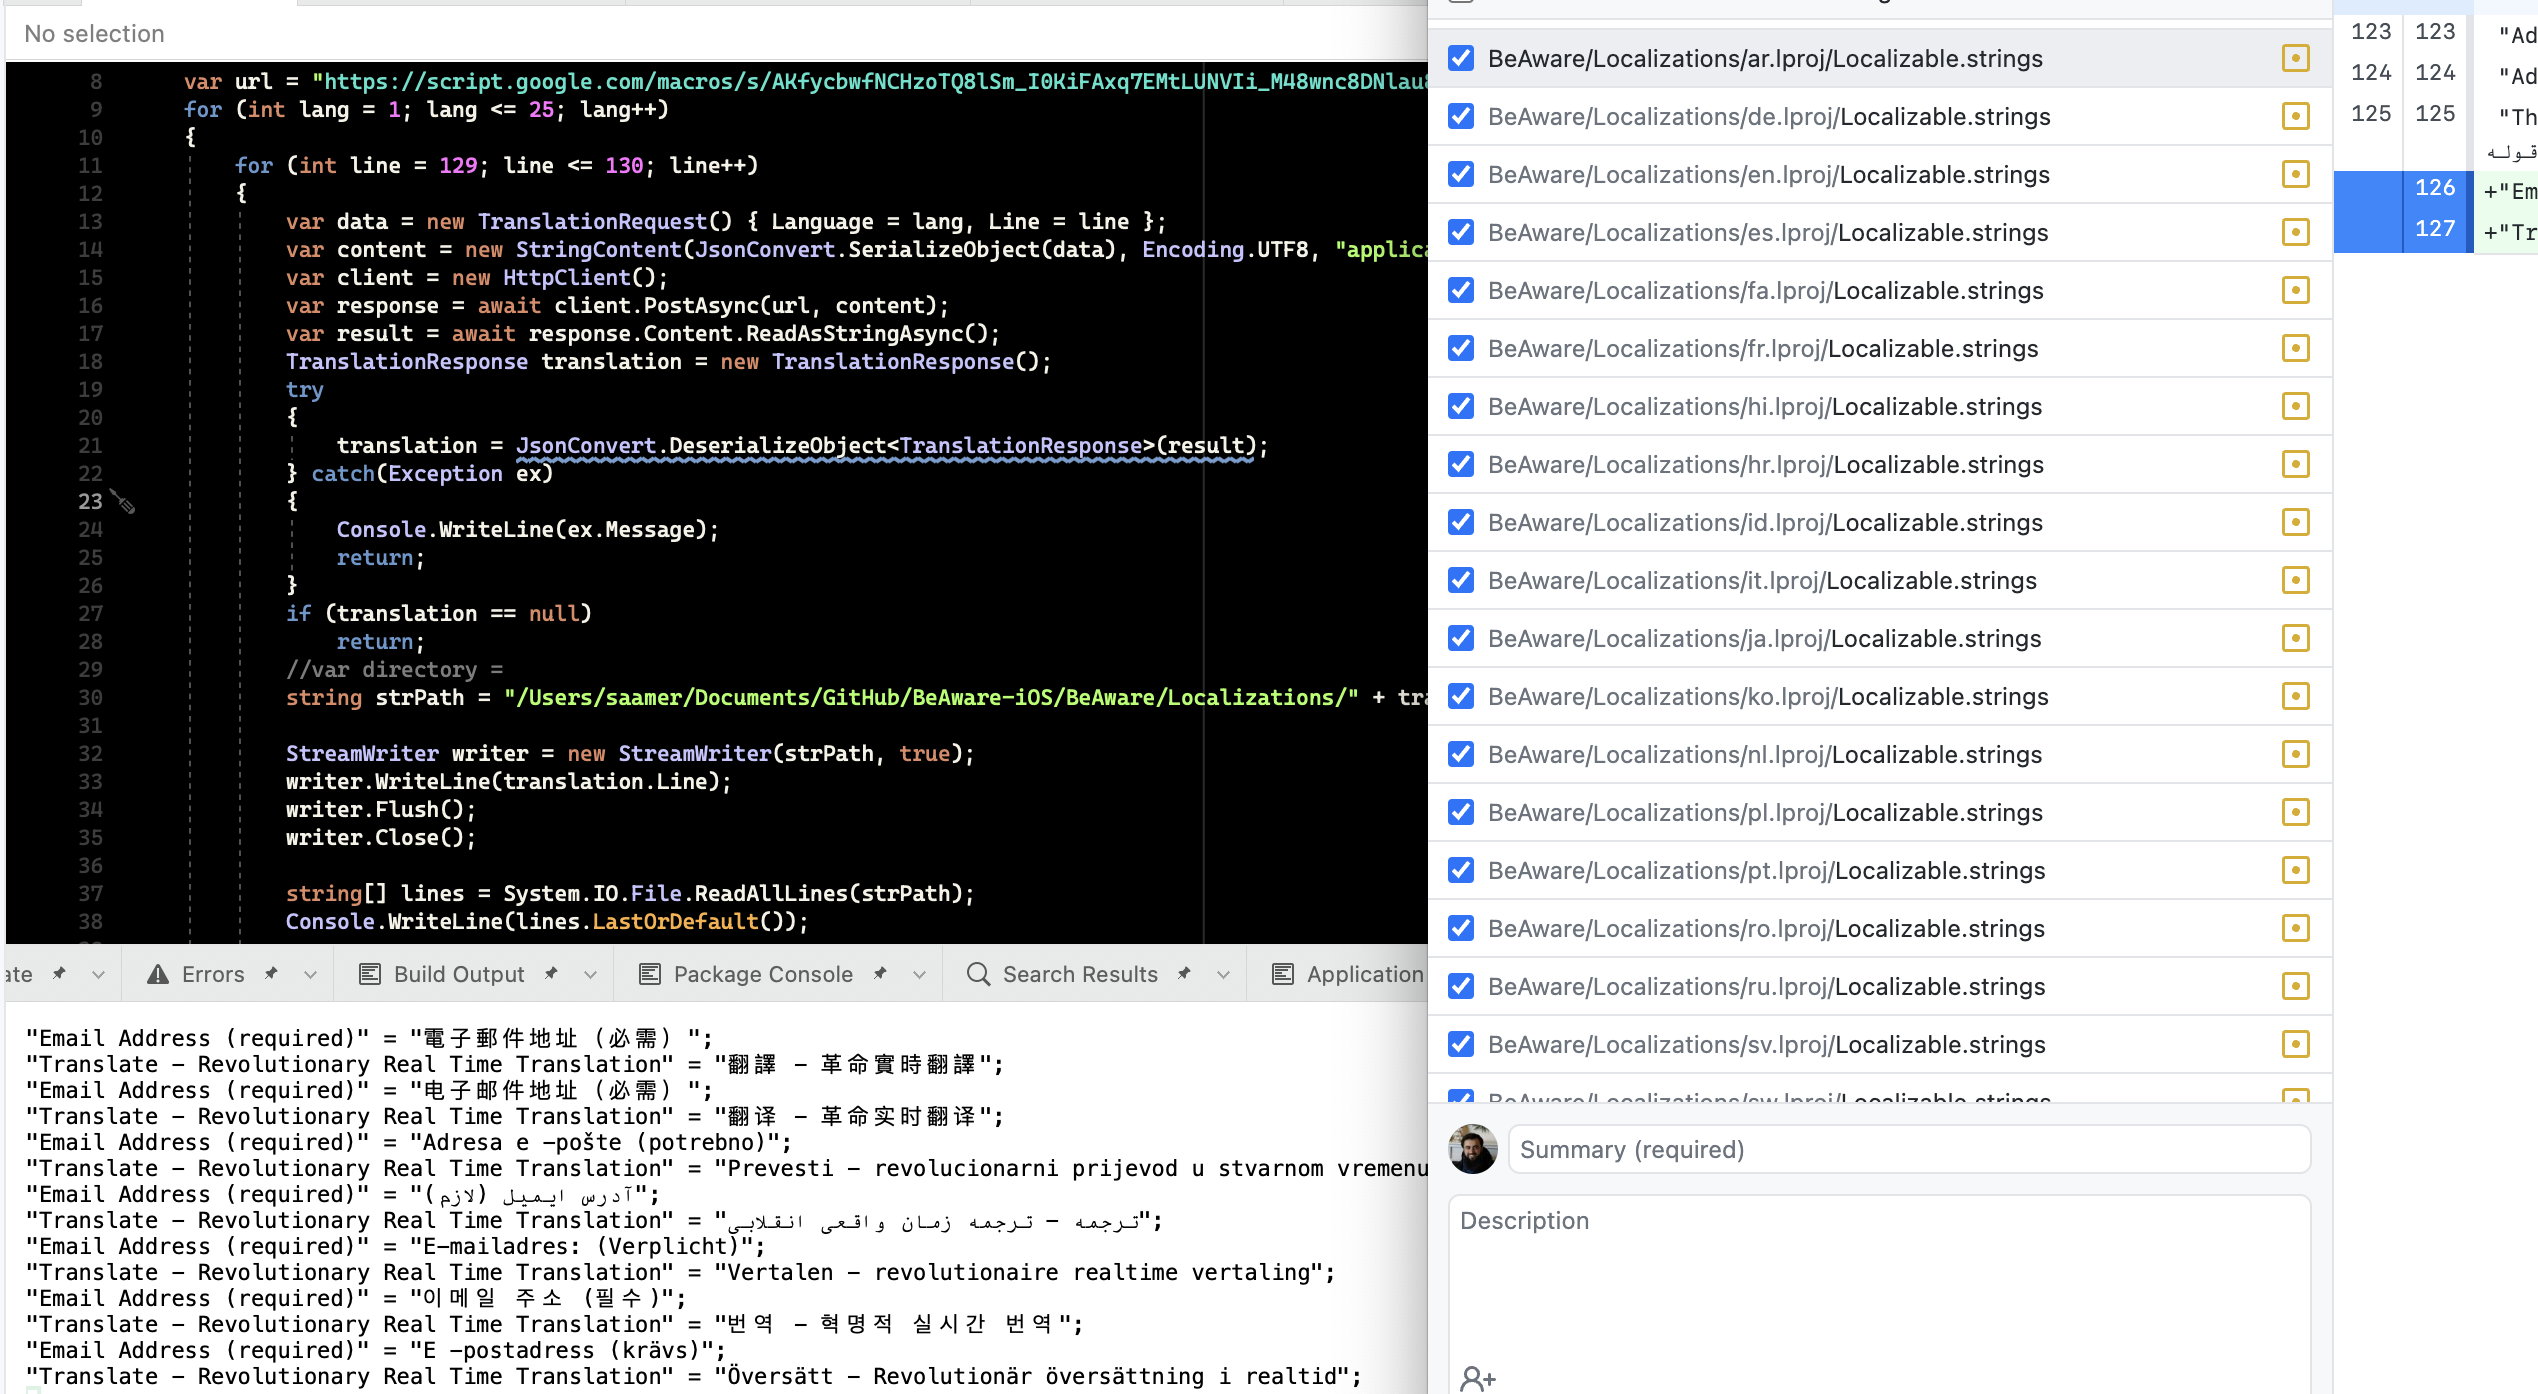 No selection
8 var url = "https://script.google.com/macros/s/AKfycbwfNCHzoTQ8lSm_I0KiFAxq7EMtLUNVIi_M48wnc8DNlau
9 for (int lang = 1; lang <= 25; lang++)
10 {
11 for (int line = 129; line <= 130; line++)
12 {
13 var data = new TranslationRequest() { Language = lang, Line = line };
14 var content = new StringContent(JsonConvert.SerializeObject(data), Encoding.UTF8, "applic
15 var client = new HttpClient();
16 var response = await client.PostAsync(url, content);
17 var result = await response.Content.ReadAsStringAsync();
18 TranslationResponse translation = new TranslationResponse();
19 try
20 {
21 translation = JsonConvert.DeserializeObject<TranslationResponse>(result);
22 } catch(Exception ex)
23 {
24 Console.WriteLine(ex.Message);
25 return;
26 }
27 if (translation == null)
28 return;
29 //var directory =
30 string strPath = "/Users/saamer/Documents/GitHub/BeAware-iOS/BeAware/Localizations/" + tr
31
32 StreamWriter writer = new StreamWriter(strPath, true);
33 writer.WriteLine(translation.Line);
34 writer.Flush();
35 writer.Close();
36
37 string[] lines = System.IO.File.ReadAllLines(strPath);
38 Console.WriteLine(lines.LastOrDefault());
ate Errors Build Output Package Console Search Results Application
"Email Address (required)" = "電子郵件地址 (必需) ";
"Translate - Revolutionary Real Time Translation" = "翻譯 - 革命實時翻譯";
"Email Address (required)" = "电子邮件地址 (必需) ";
"Translate - Revolutionary Real Time Translation" = "翻译 - 革命实时翻译";
"Email Address (required)" = "Adresa e -pošte (potrebno)";
"Translate - Revolutionary Real Time Translation" = "Prevesti - revolucionarni prijevod u stvarnom vremenu
"Email Address (required)" = "آدرس ایمیل (لازم)";
"Translate - Revolutionary Real Time Translation" = "ترجمه - ترجمه زمان واقعی انقلابی";
"Email Address (required)" = "E-mailadres: (Verplicht)";
"Translate - Revolutionary Real Time Translation" = "Vertalen - revolutionaire realtime vertaling";
"Email Address (required)" = "이메일 주소 (필수)";
"Translate - Revolutionary Real Time Translation" = "번역 - 혁명적 실시간 번역";
"Email Address (required)" = "E -postadress (krävs)";
"Translate - Revolutionary Real Time Translation" = "Översätt - Revolutionär översättning i realtid";
BeAware/Localizations/ar.lproj/Localizable.strings
BeAware/Localizations/de.lproj/Localizable.strings
BeAware/Localizations/en.lproj/Localizable.strings
BeAware/Localizations/es.lproj/Localizable.strings
BeAware/Localizations/fa.lproj/Localizable.strings
BeAware/Localizations/fr.lproj/Localizable.strings
BeAware/Localizations/hi.lproj/Localizable.strings
BeAware/Localizations/hr.lproj/Localizable.strings
BeAware/Localizations/id.lproj/Localizable.strings
BeAware/Localizations/it.lproj/Localizable.strings
BeAware/Localizations/ja.lproj/Localizable.strings
BeAware/Localizations/ko.lproj/Localizable.strings
BeAware/Localizations/nl.lproj/Localizable.strings
BeAware/Localizations/pl.lproj/Localizable.strings
BeAware/Localizations/pt.lproj/Localizable.strings
BeAware/Localizations/ro.lproj/Localizable.strings
BeAware/Localizations/ru.lproj/Localizable.strings
BeAware/Localizations/sv.lproj/Localizable.strings
BeAware/Localizations/sw.lproj/Localizable.strings
Summary (required)
Description
123 123 "Ad
124 124 "Ad
125 125 "Th
قوله
126 +"Em
127 +"Tr